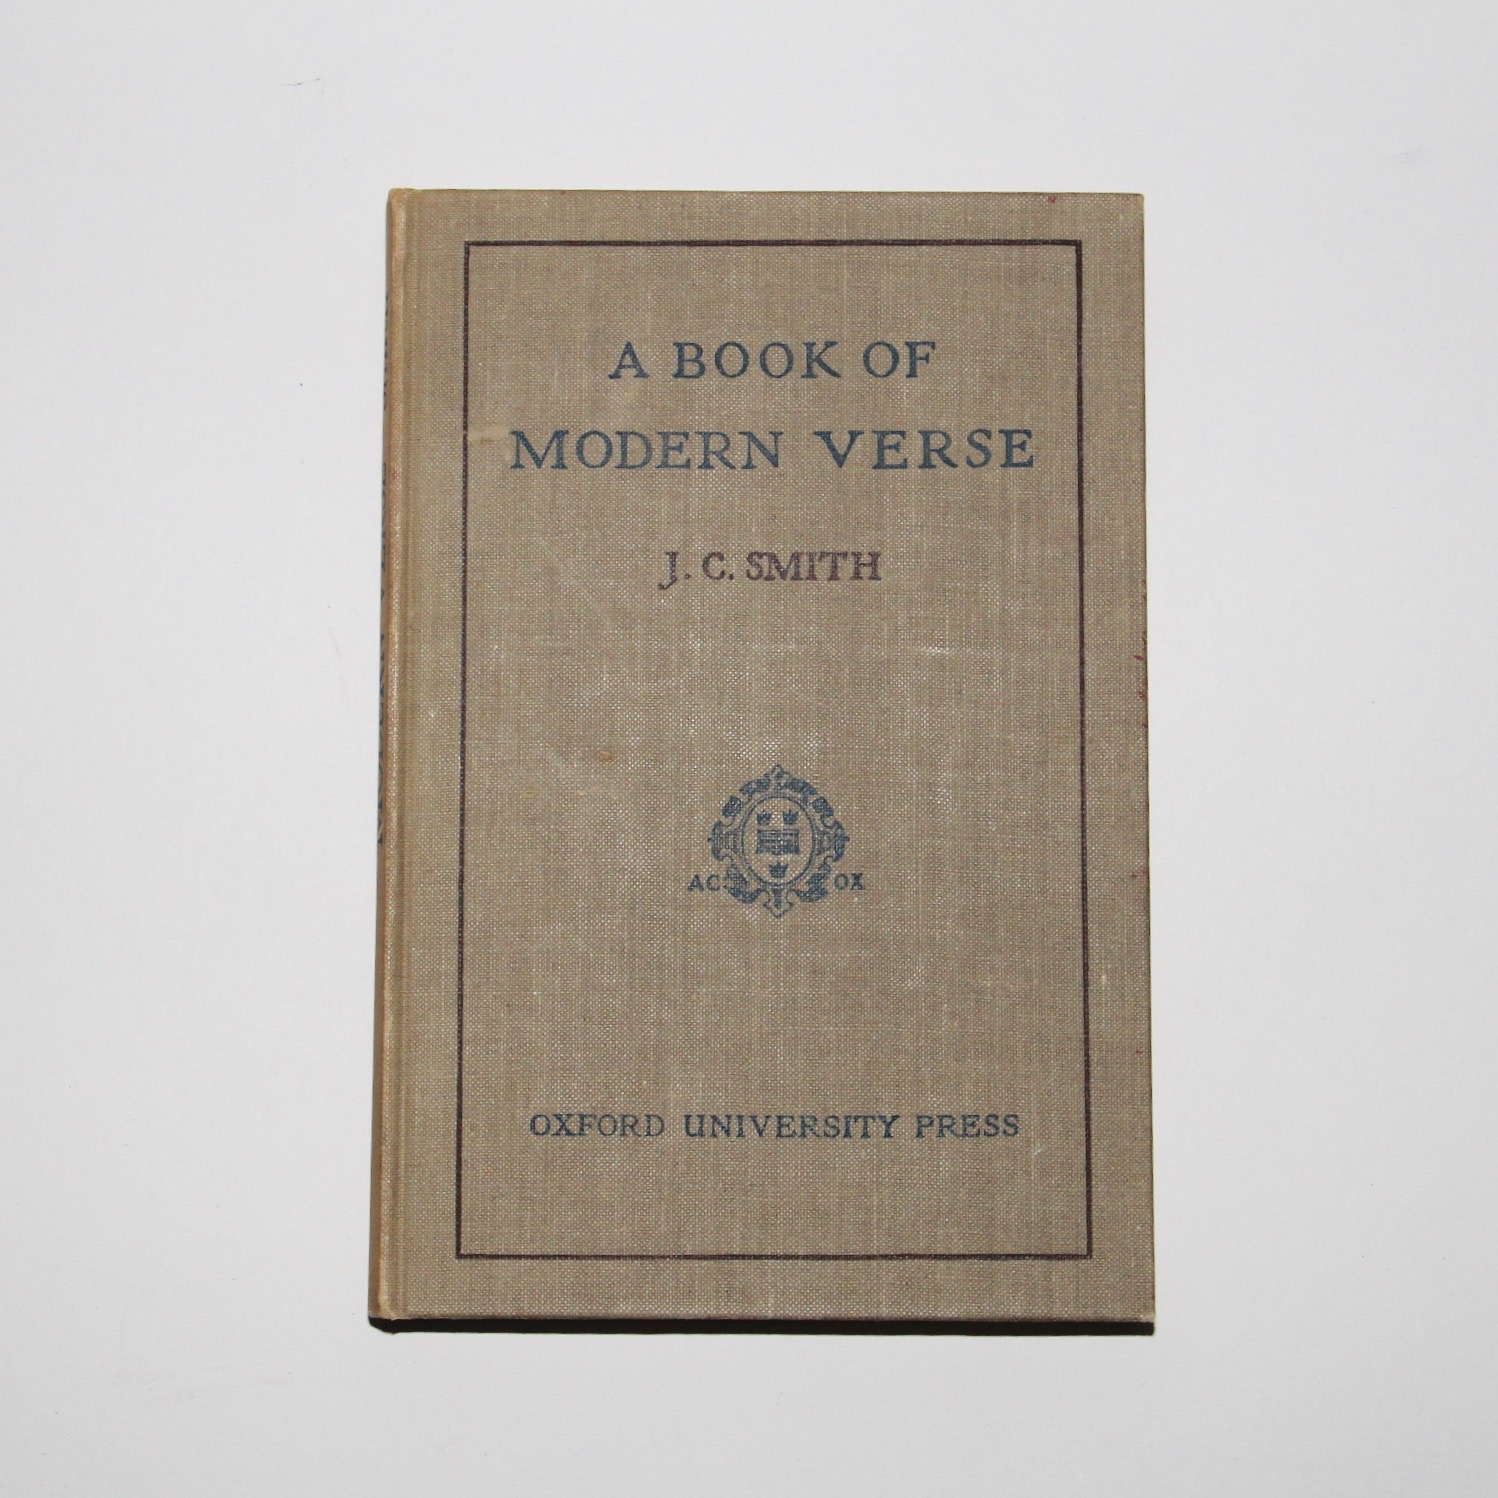 A BOOK OF
MODERN VERSE
J. C. SMITH
AC: OX
OXFORD UNIVERSITY PRESS